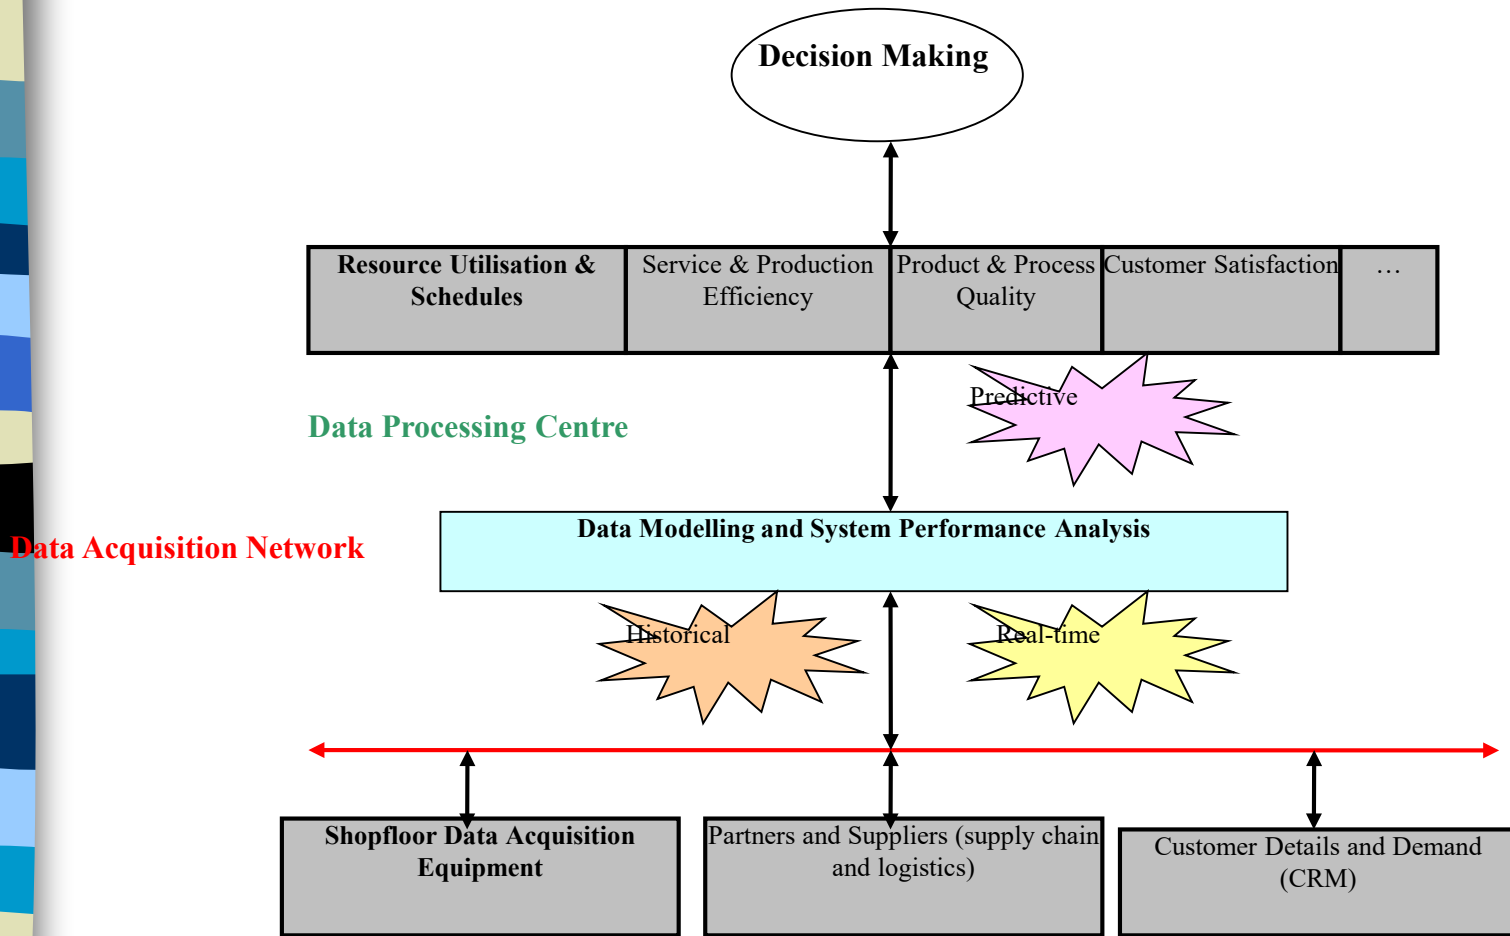 Decision Making
Resource Utilisation &
Schedules
Service & Production
Efficiency
Product & Process
Quality
Customer Satisfaction
…
Predictive
Data Processing Centre
Data Modelling and System Performance Analysis
Data Acquisition Network
Historical
Real-time
Shopfloor Data Acquisition
Equipment
Partners and Suppliers (supply chain
and logistics)
Customer Details and Demand
(CRM)